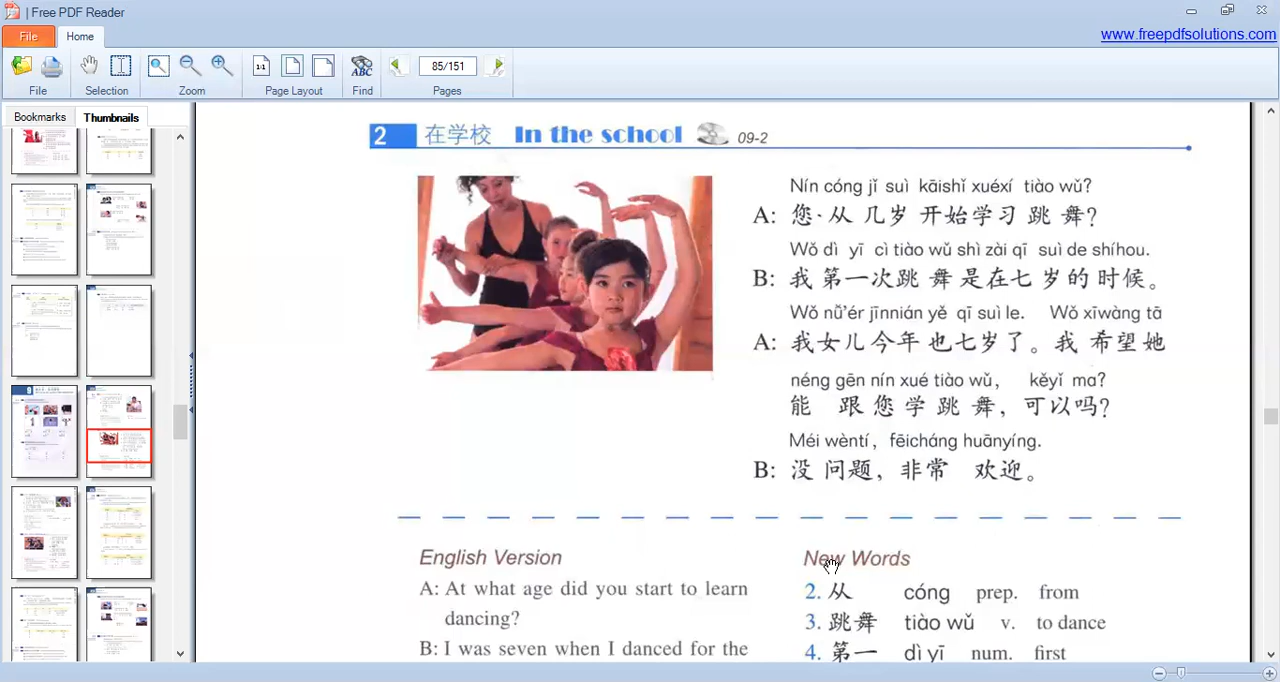 Free PDF Reader
File
Home
www.freepdfsolutions.com
1:1
ABC
85/151
File
Selection
Zoom
Page Layout
Find
Pages
Bookmarks
Thumbnails
2 在学校 In the school 09-2
Nín cóng jǐ suì kāishǐ xuéxí tiào wǔ?
A: 您·从 几岁 开始学习 跳 舞?
Wǒ dì yī cì tiào wǔ shì zài qī suì de shíhou.
B: 我 第一次跳 舞 是在七 岁的 时候。
Wǒ nǚ'ér jīnnián yě qī suì le. Wǒ xīwàng tā
A: 我女儿今年 也七岁了。我 希望她
néng gēn nín xué tiào wǔ, kěyǐ ma?
能 跟 您 学 跳 舞, 可以吗?
Méi wèntí, fēicháng huānyíng.
B: 没 问题, 非常 欢迎。
English Version
A: At what age did you start to learn
dancing?
B: I was seven when I danced for the
New Words
2. 从 cóng prep. from
3. 跳舞 tiào wǔ v. to dance
4. 第一 dì yī num. first